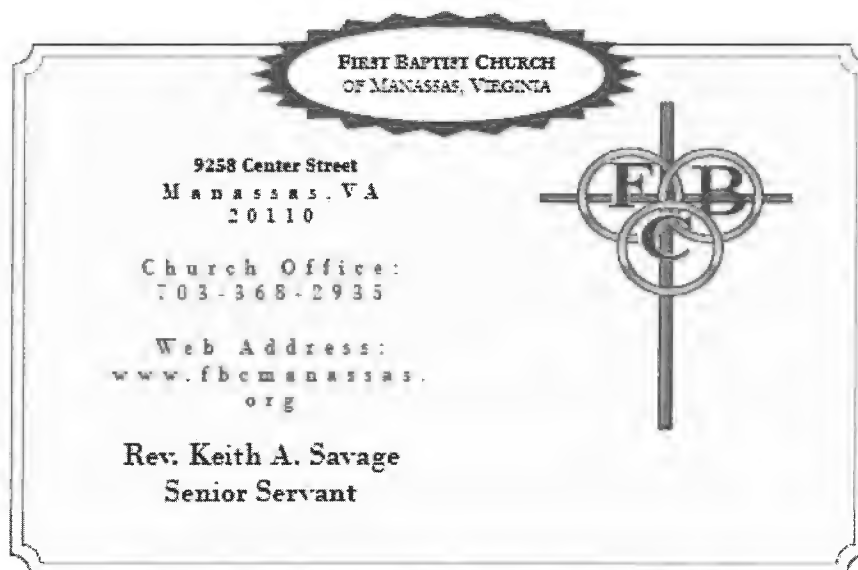 FIRST BAPTIST CHURCH
OF MANASSAS, VIRGINIA
9258 Center Street
Manassas, VA
20110
Church Office:
703-368-2935
Web Address:
www.fbcmanassas.
org
Rev. Keith A. Savage
Senior Servant
F B
C